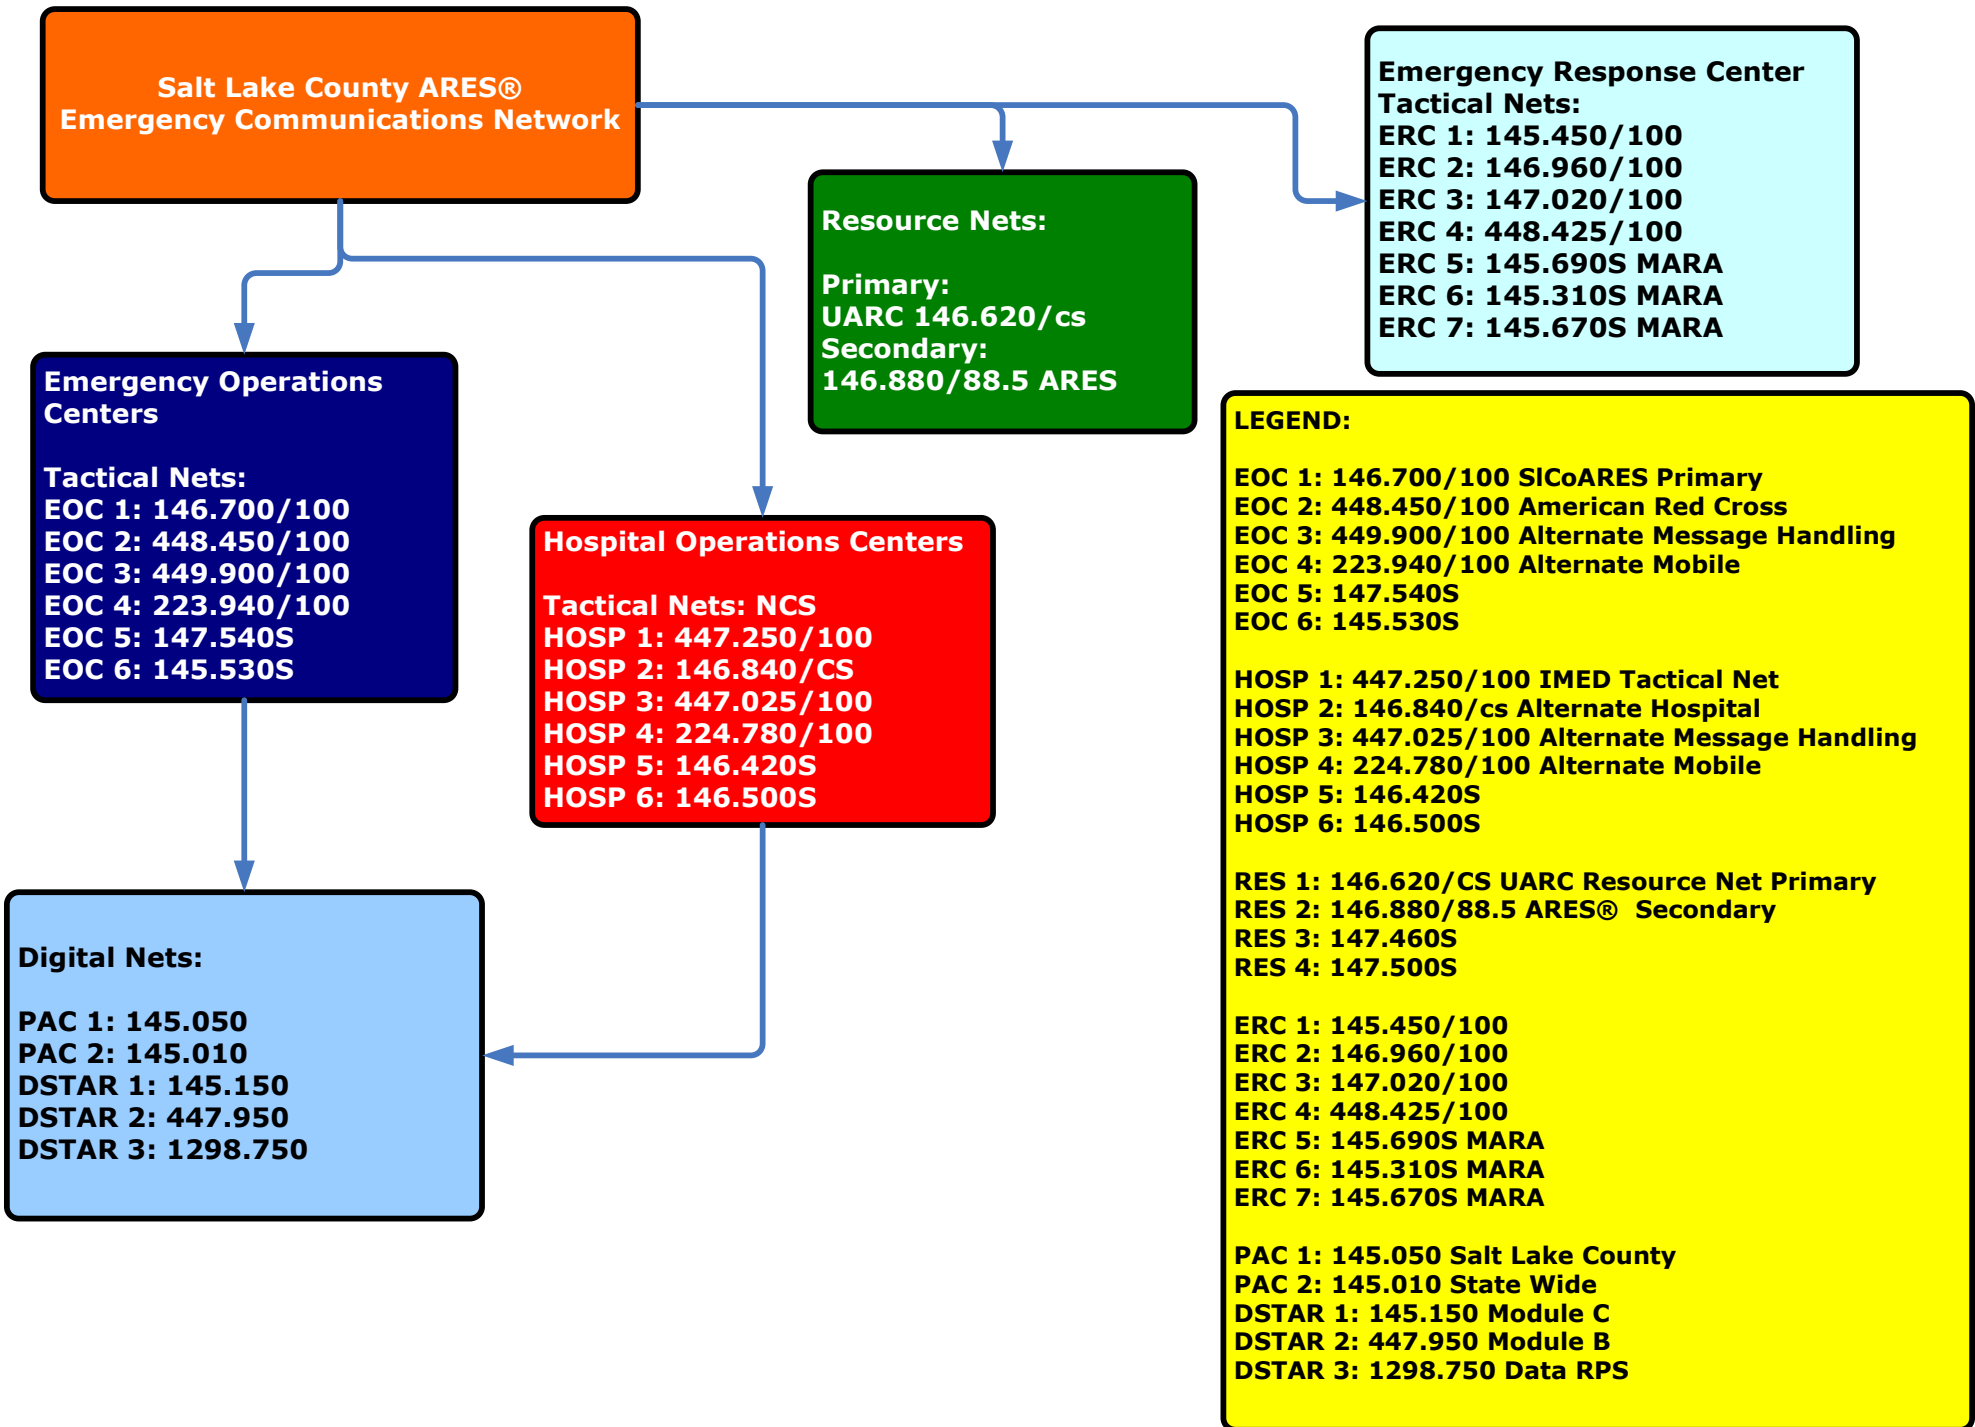 Salt Lake County ARES®
Emergency Communications Network
Emergency Response Center
Tactical Nets:
ERC 1: 145.450/100
ERC 2: 146.960/100
ERC 3: 147.020/100
ERC 4: 448.425/100
ERC 5: 145.690S MARA
ERC 6: 145.310S MARA
ERC 7: 145.670S MARA
Resource Nets:
Primary:
UARC 146.620/cs
Secondary:
146.880/88.5 ARES
Emergency Operations
Centers
Tactical Nets:
EOC 1: 146.700/100
EOC 2: 448.450/100
EOC 3: 449.900/100
EOC 4: 223.940/100
EOC 5: 147.540S
EOC 6: 145.530S
Hospital Operations Centers
Tactical Nets: NCS
HOSP 1: 447.250/100
HOSP 2: 146.840/CS
HOSP 3: 447.025/100
HOSP 4: 224.780/100
HOSP 5: 146.420S
HOSP 6: 146.500S
Digital Nets:
PAC 1: 145.050
PAC 2: 145.010
DSTAR 1: 145.150
DSTAR 2: 447.950
DSTAR 3: 1298.750
LEGEND:
EOC 1: 146.700/100 SlCoARES Primary
EOC 2: 448.450/100 American Red Cross
EOC 3: 449.900/100 Alternate Message Handling
EOC 4: 223.940/100 Alternate Mobile
EOC 5: 147.540S
EOC 6: 145.530S
HOSP 1: 447.250/100 IMED Tactical Net
HOSP 2: 146.840/cs Alternate Hospital
HOSP 3: 447.025/100 Alternate Message Handling
HOSP 4: 224.780/100 Alternate Mobile
HOSP 5: 146.420S
HOSP 6: 146.500S
RES 1: 146.620/CS UARC Resource Net Primary
RES 2: 146.880/88.5 ARES® Secondary
RES 3: 147.460S
RES 4: 147.500S
ERC 1: 145.450/100
ERC 2: 146.960/100
ERC 3: 147.020/100
ERC 4: 448.425/100
ERC 5: 145.690S MARA
ERC 6: 145.310S MARA
ERC 7: 145.670S MARA
PAC 1: 145.050 Salt Lake County
PAC 2: 145.010 State Wide
DSTAR 1: 145.150 Module C
DSTAR 2: 447.950 Module B
DSTAR 3: 1298.750 Data RPS